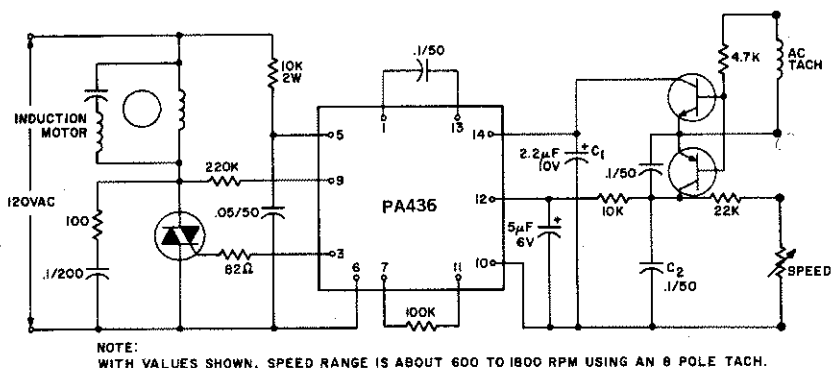 .1/50
4.7K
AC
TACH
10K
2W
INDUCTION
MOTOR
1
13
5
14
2.2µF
10V
+
C1
.1/50
220K
9
120VAC
.05/50
PA436
12
10K
22K
100
5µF
6V
+
3
82Ω
6
7
11
10
C2
.1/50
SPEED
.1/200
100K
NOTE:
WITH VALUES SHOWN, SPEED RANGE IS ABOUT 600 TO 1800 RPM USING AN 8 POLE TACH.